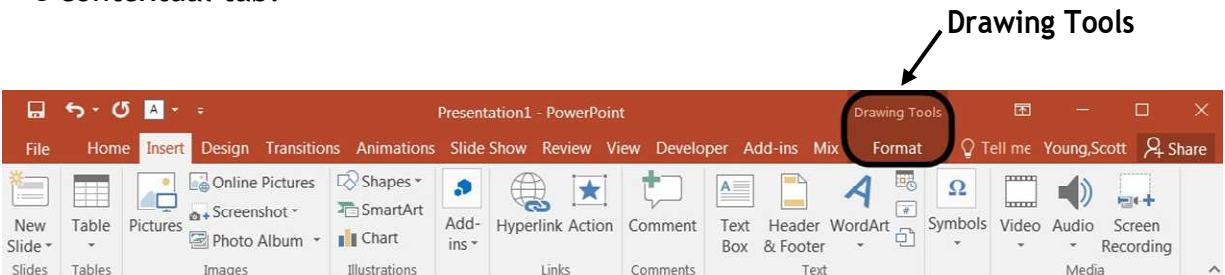 Drawing Tools
Presentation1 - PowerPoint
Drawing Tools
File Home Insert Design Transitions Animations Slide Show Review View Developer Add-ins Mix Format Tell me Young,Scott Share
New Slide
Table
Pictures
Online Pictures
Screenshot
Photo Album
Shapes
SmartArt
Chart
Add-ins
Hyperlink
Action
Comment
A
Text Box
Header & Footer
A
WordArt
#
Ω
Symbols
Video
Audio
Screen Recording
Slides Tables Images Illustrations Links Comments Text Media